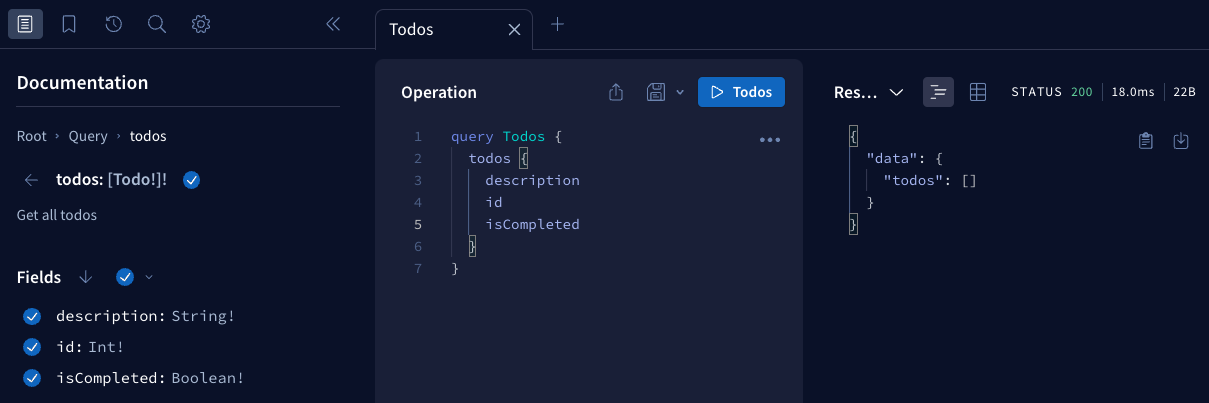 Todos
Documentation
Root › Query › todos
todos: [Todo!]!
Get all todos
Fields
description: String!
id: Int!
isCompleted: Boolean!
Operation
Todos
1 query Todos {
2 todos {
3 description
4 id
5 isCompleted
6 }
7 }
Res...
STATUS 200 18.0ms 22B
{
"data": {
"todos": []
}
}